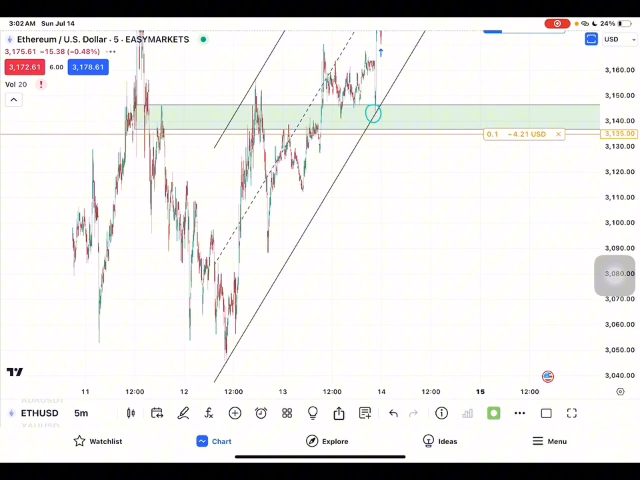 3:02 AM Sun Jul 14
24%
Ethereum / U.S. Dollar · 5 · EASYMARKETS
USD
3,175.61 −15.38 (−0.48%)
3,172.61 6.00 3,178.61
Vol 20
3,160.00
3,150.00
3,140.00
0.1 −4.21 USD ×
3,135.00
3,130.00
3,120.00
3,110.00
3,100.00
3,090.00
3,080.00
3,070.00
3,060.00
3,050.00
3,040.00
11 12:00 12 12:00 13 12:00 14 12:00 15 12:00
ADAUSDT
ETHUSD 5m
XAUUSD
Watchlist Chart Explore Ideas Menu